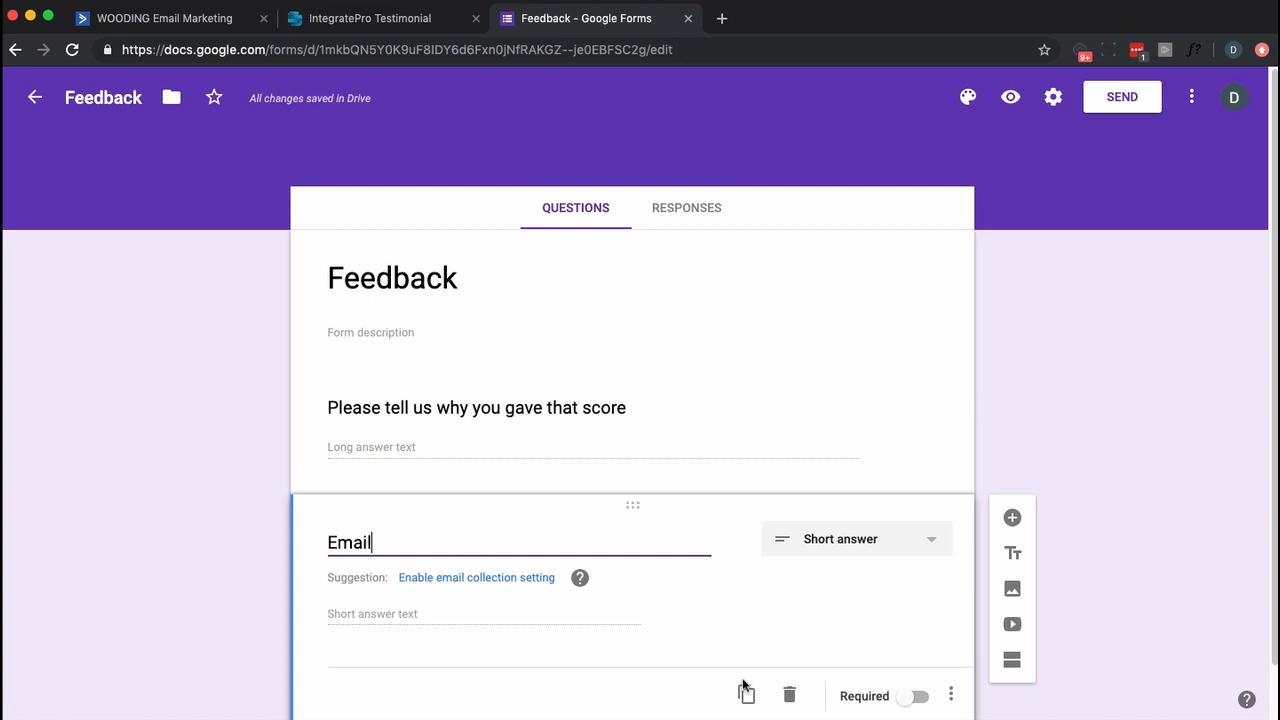 WOODING Email Marketing
IntegratePro Testimonial
Feedback - Google Forms
https://docs.google.com/forms/d/1mkbQN5Y0K9uF8IDY6d6Fxn0jNfRAKGZ--je0EBFSC2g/edit
9+
1
f?
D
Feedback
All changes saved in Drive
SEND
D
QUESTIONS
RESPONSES
Feedback
Form description
Please tell us why you gave that score
Long answer text
Email
Short answer
Suggestion: Enable email collection setting
Short answer text
Required